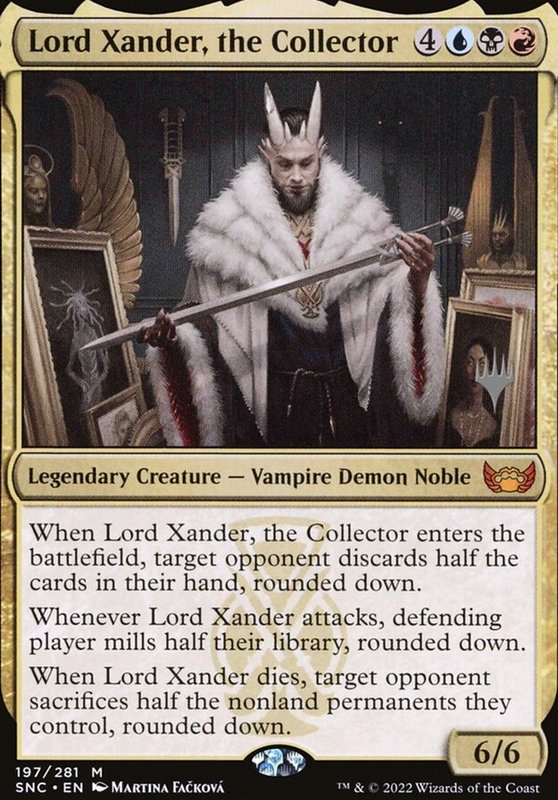 Lord Xander, the Collector 4
Legendary Creature — Vampire Demon Noble
When Lord Xander, the Collector enters the
battlefield, target opponent discards half the
cards in their hand, rounded down.
Whenever Lord Xander attacks, defending
player mills half their library, rounded down.
When Lord Xander dies, target opponent
sacrifices half the nonland permanents they
control, rounded down.
6/6
197/281 M
SNC • EN Martina Fačková
™ & © 2022 Wizards of the Coast